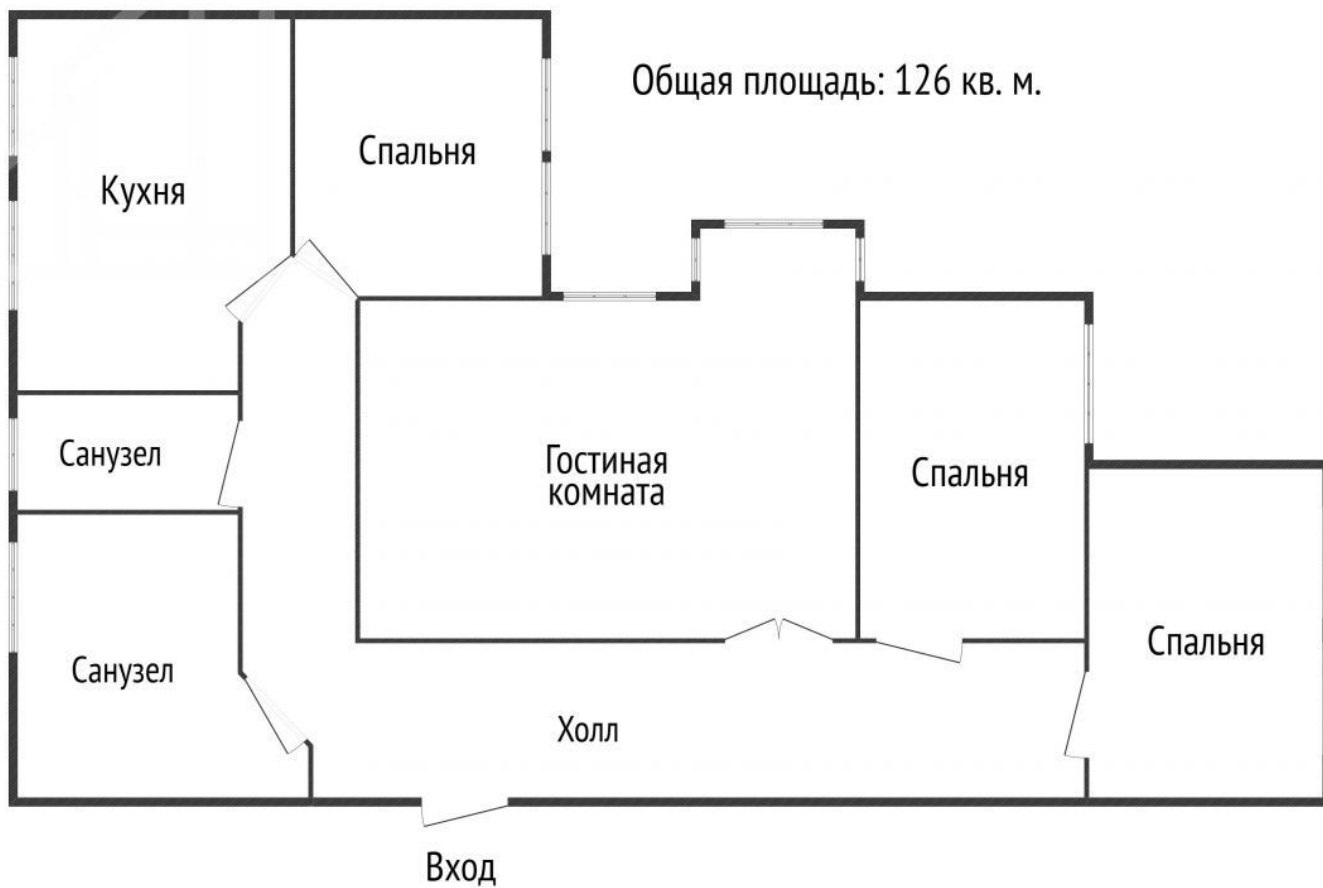 Общая площадь: 126 кв. м.
Спальня
Кухня
Санузел
Гостиная
комната
Спальня
Спальня
Санузел
Холл
Вход